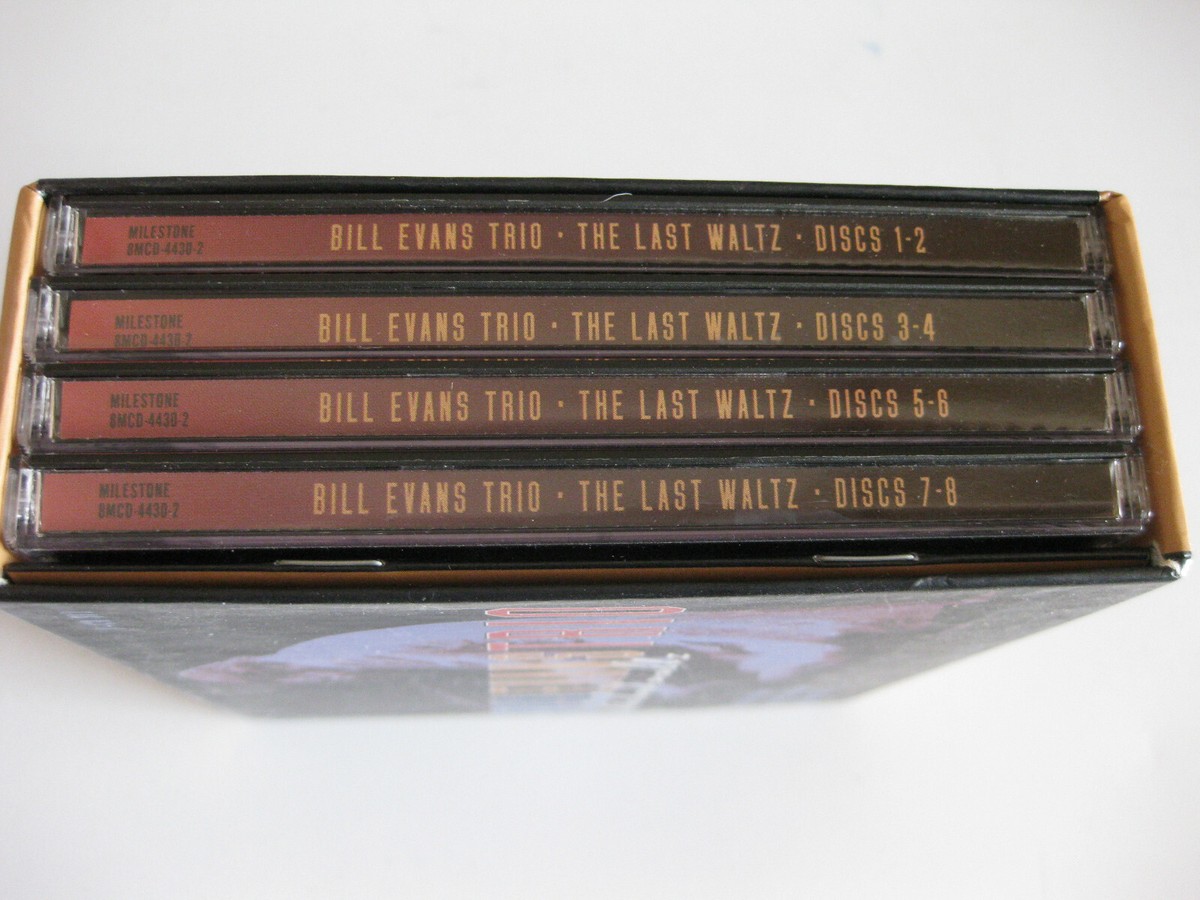 MILESTONE
8MCD-4430-2
BILL EVANS TRIO · THE LAST WALTZ · DISCS 1-2
MILESTONE
8MCD-4430-2
BILL EVANS TRIO · THE LAST WALTZ · DISCS 3-4
MILESTONE
8MCD-4430-2
BILL EVANS TRIO · THE LAST WALTZ · DISCS 5-6
MILESTONE
8MCD-4430-2
BILL EVANS TRIO · THE LAST WALTZ · DISCS 7-8